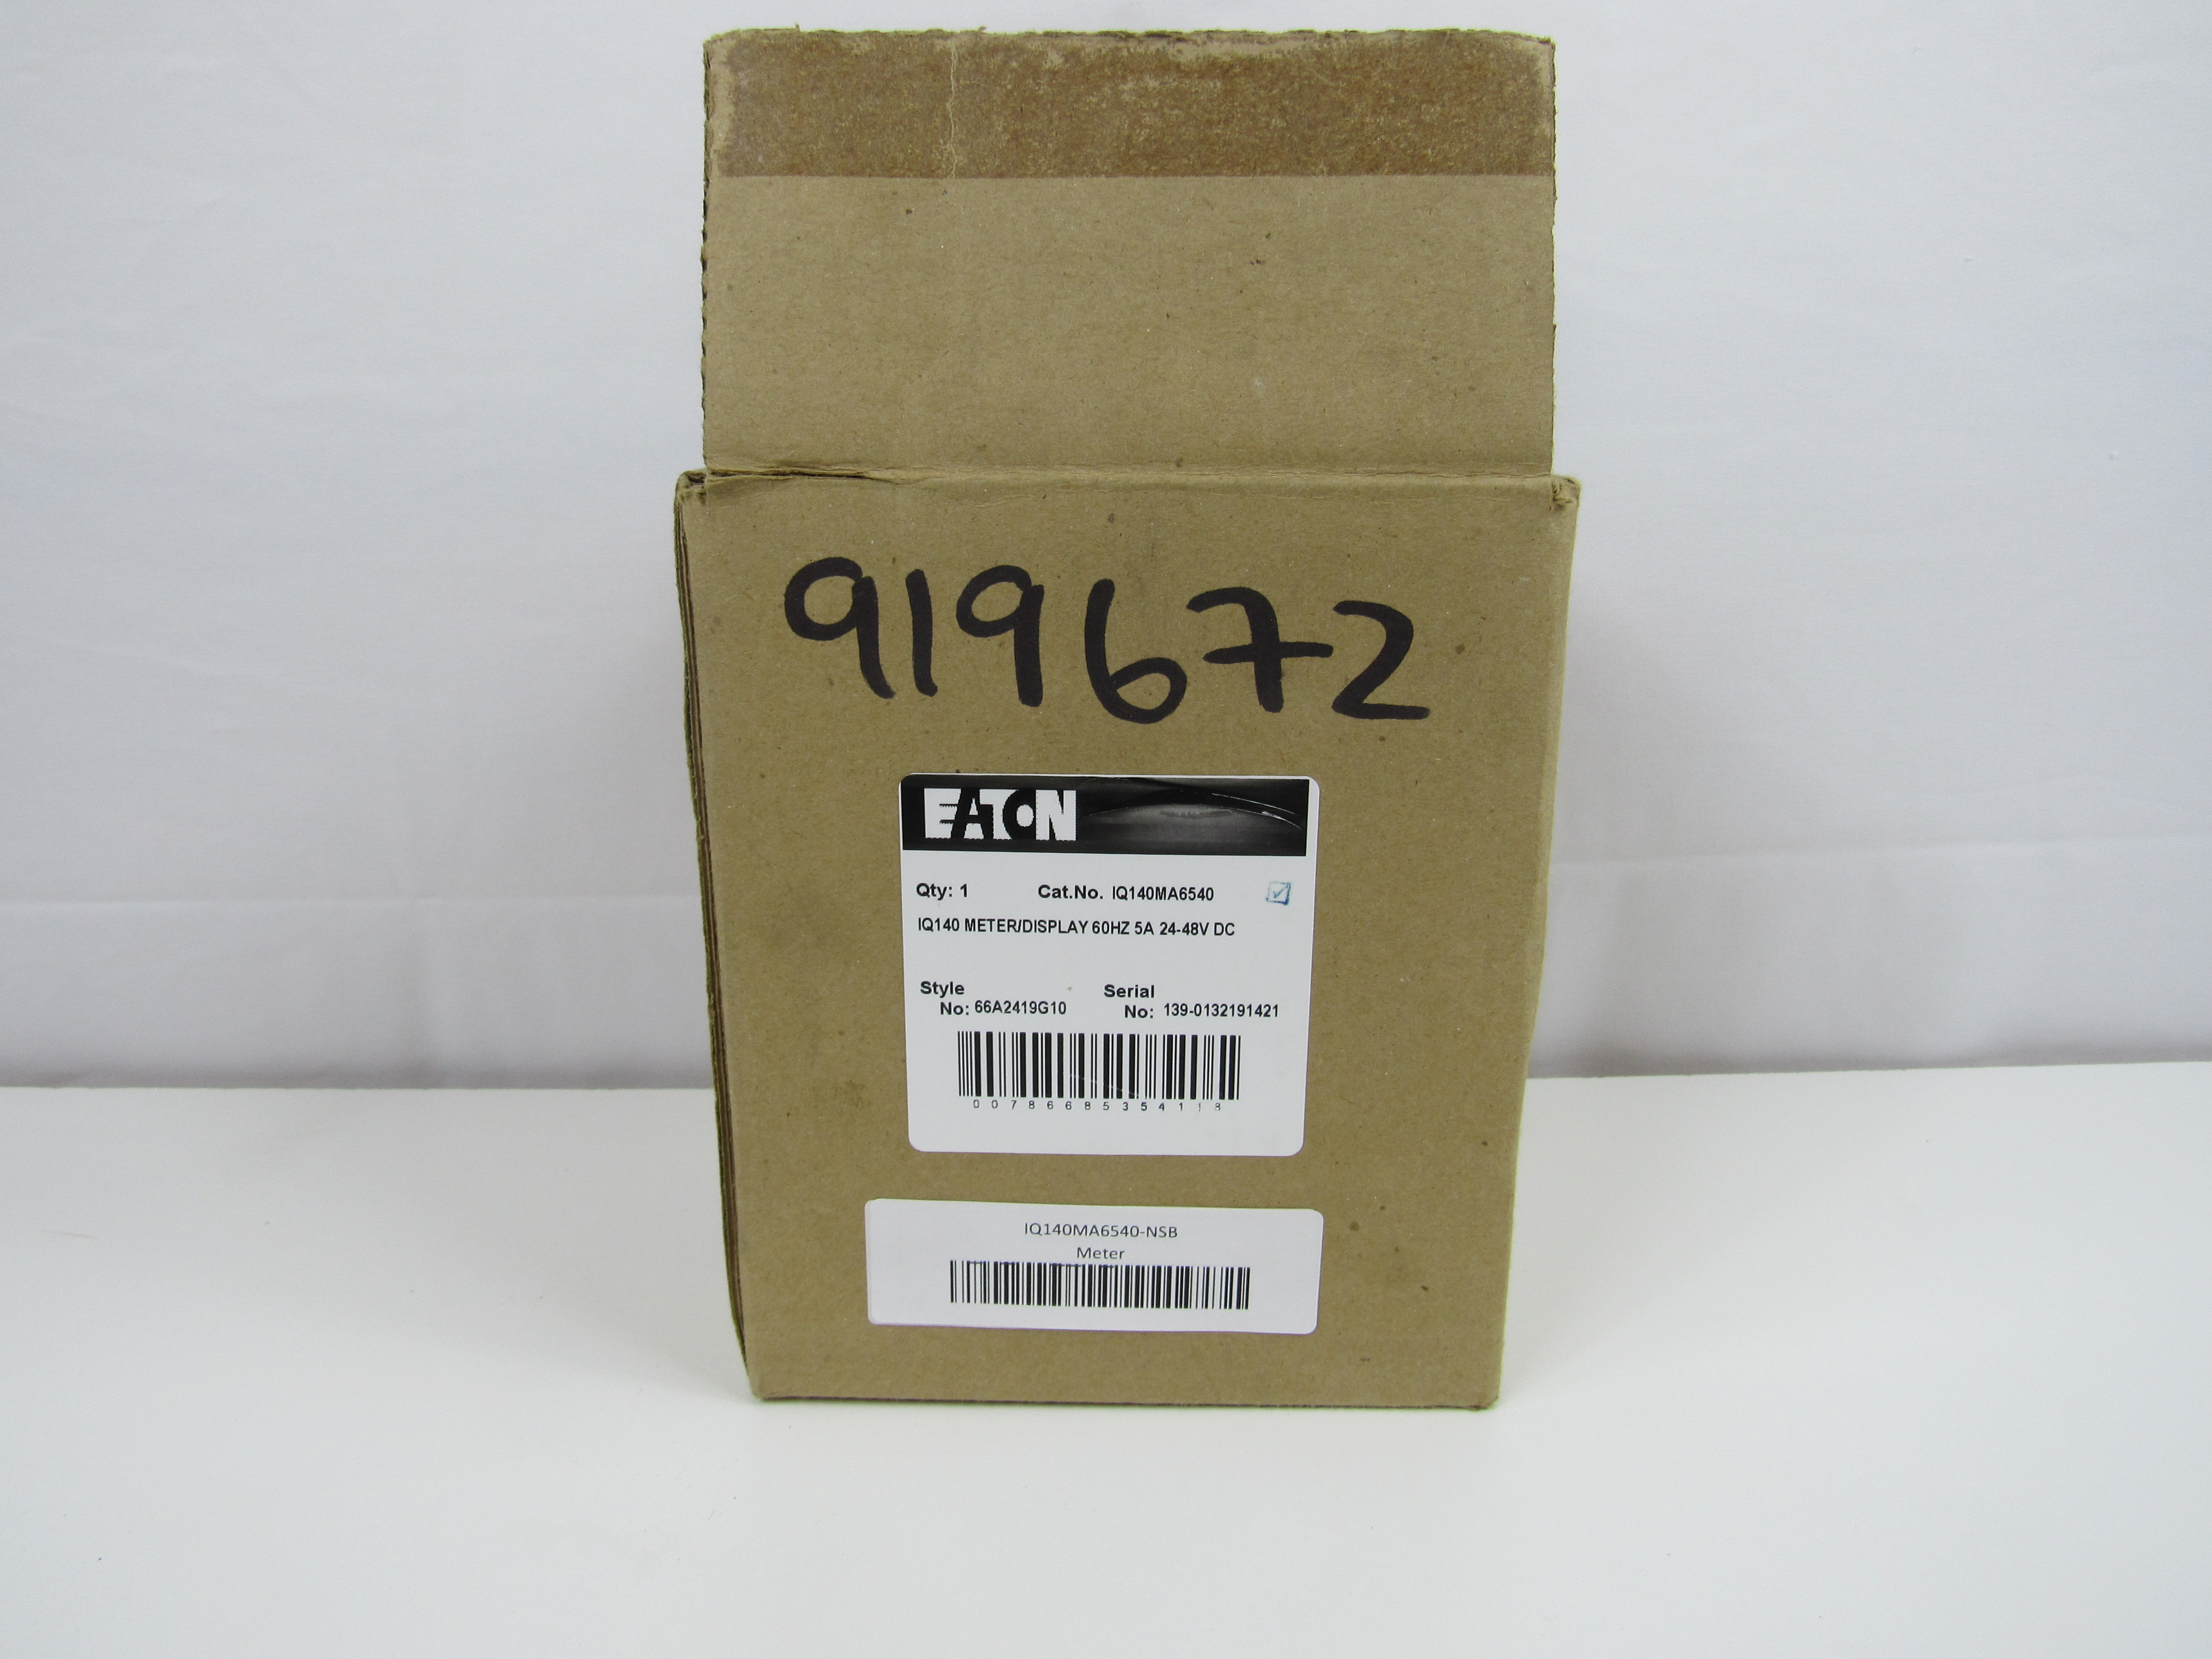 919672
EATON
Qty: 1 Cat.No. IQ140MA6540
IQ140 METER/DISPLAY 60HZ 5A 24-48V DC
Style Serial
No: 66A2419G10 No: 139-0132191421
00786685354118
IQ140MA6540-NSB
Meter